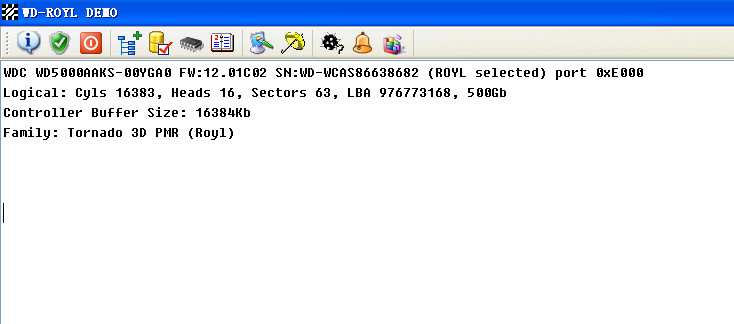 WD-ROYL DEMO
WDC WD5000AAKS-00YGA0 FW:12.01C02 SN:WD-WCAS86638682 (ROYL selected) port 0xE000
Logical: Cyls 16383, Heads 16, Sectors 63, LBA 976773168, 500Gb
Controller Buffer Size: 16384Kb
Family: Tornado 3D PMR (Royl)